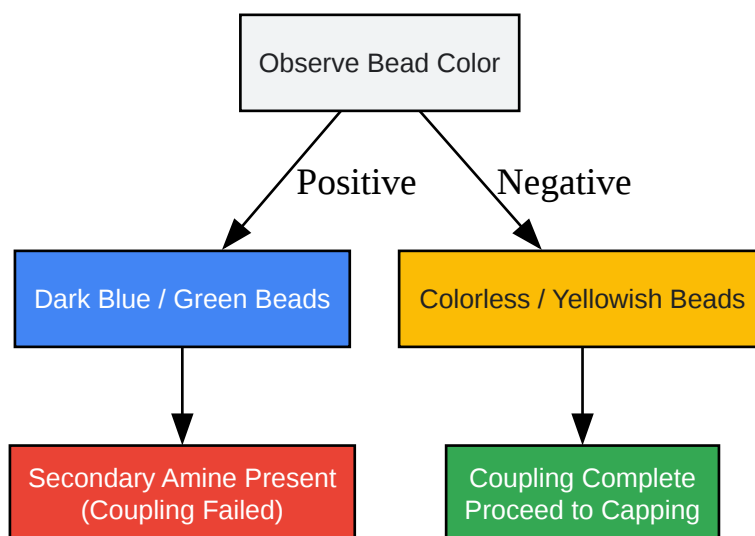 Observe Bead Color
Positive
Negative
Dark Blue / Green Beads
Colorless / Yellowish Beads
Secondary Amine Present
(Coupling Failed)
Coupling Complete
Proceed to Capping